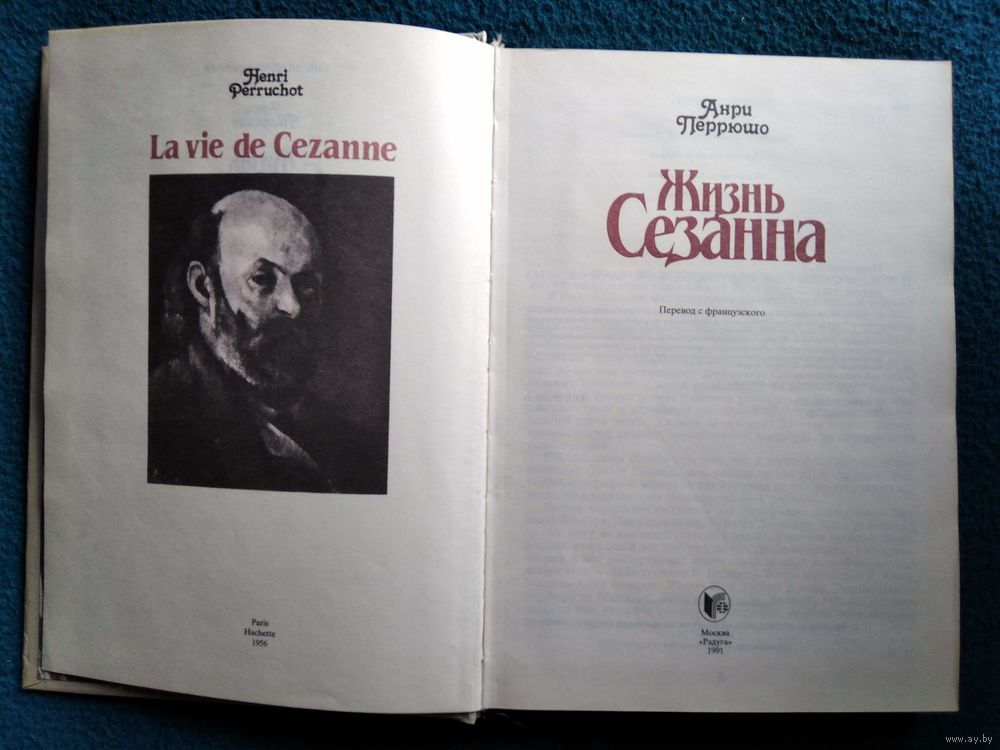 Henri
Perruchot
La vie de Cezanne
Paris
Hachette
1956
Анри
Перрюшо
Жизнь
Сезанна
Перевод с французского
Москва
«Радуга»
1991
www.ay.by